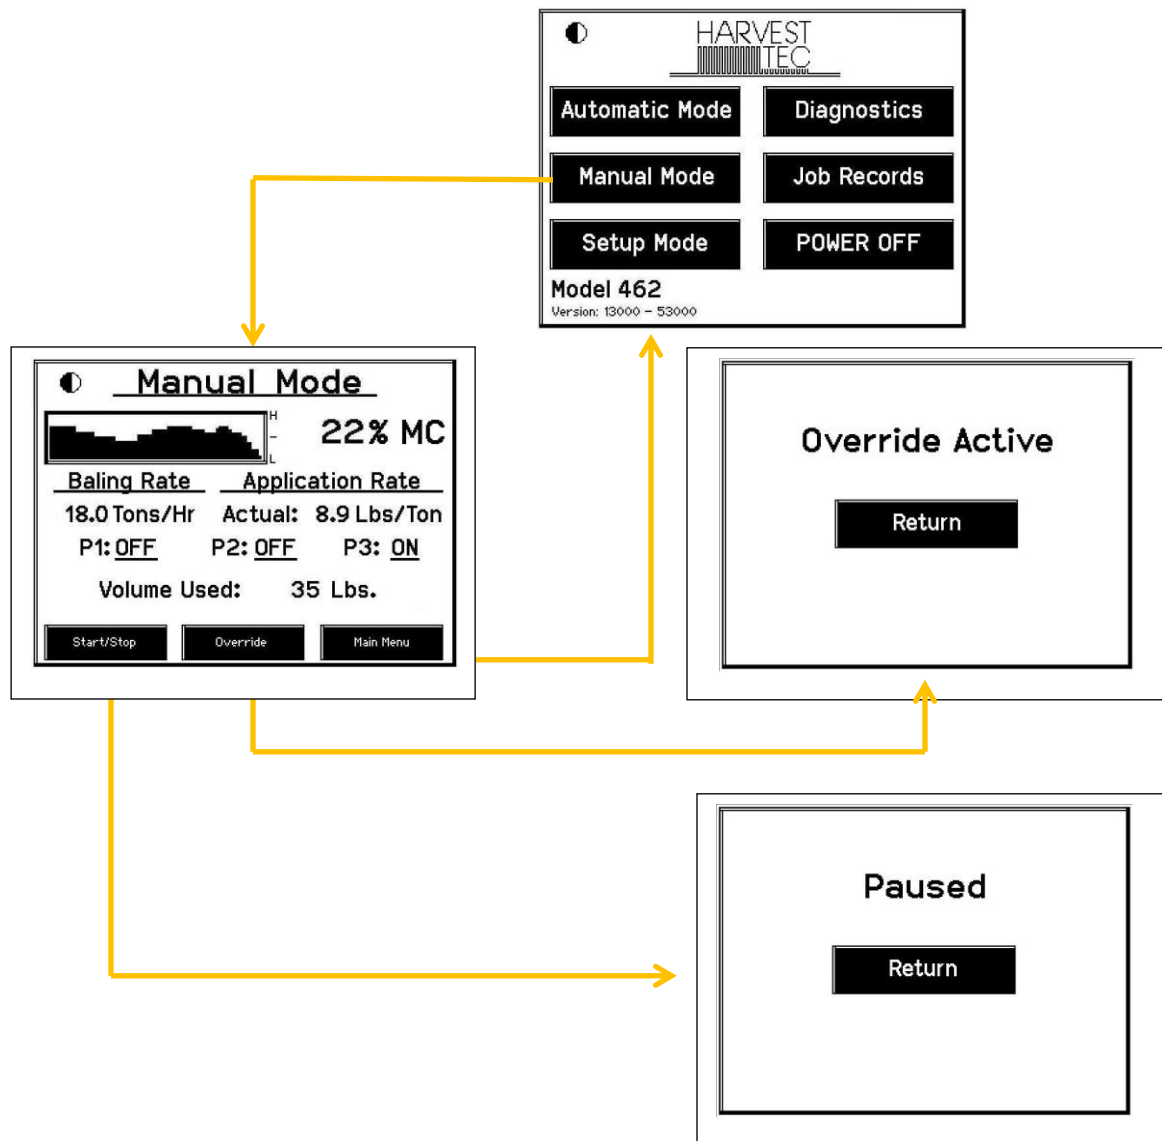 HARVEST
TEC
Automatic Mode
Diagnostics
Manual Mode
Job Records
Setup Mode
POWER OFF
Model 462
Version: 13000 - 53000
Manual Mode
H
-
L
22% MC
Baling Rate
Application Rate
18.0 Tons/Hr
Actual: 8.9 Lbs/Ton
P1: OFF
P2: OFF
P3: ON
Volume Used: 35 Lbs.
Start/Stop
Override
Main Menu
Override Active
Return
Paused
Return